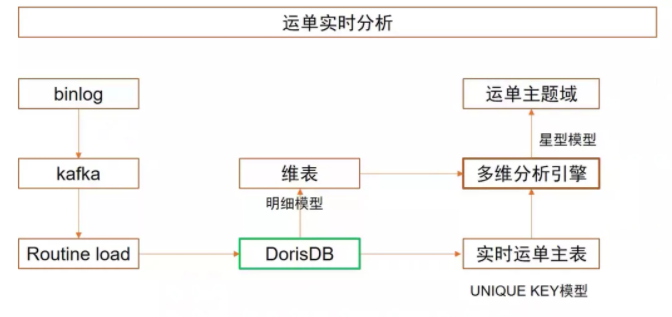 运单实时分析
binlog
运单主题域
星型模型
kafka
维表
多维分析引擎
明细模型
Routine load
DorisDB
实时运单主表
UNIQUE KEY模型